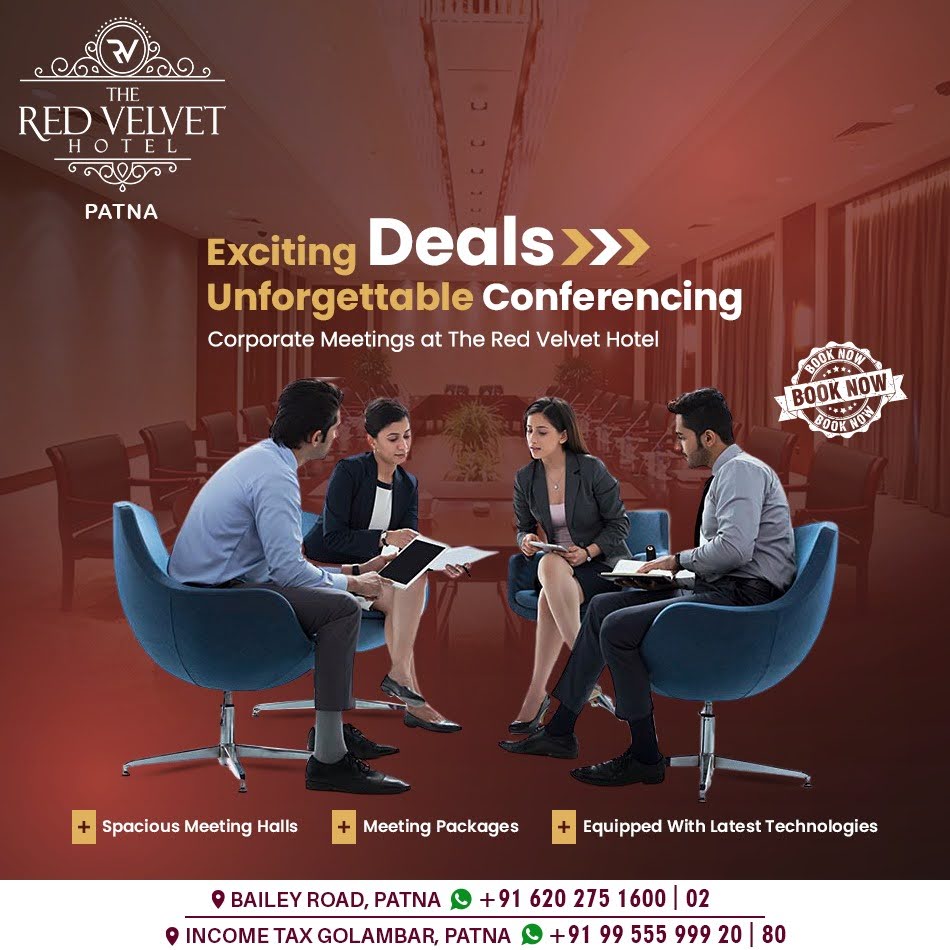 RV
THE
RED VELVET
HOTEL
PATNA
Exciting Deals
Unforgettable Conferencing
Corporate Meetings at The Red Velvet Hotel
BOOK NOW
BOOK NOW
BOOK NOW
+ Spacious Meeting Halls + Meeting Packages + Equipped With Latest Technologies
BAILEY ROAD, PATNA +91 620 275 1600 | 02
INCOME TAX GOLAMBAR, PATNA +91 99 555 999 20 | 80